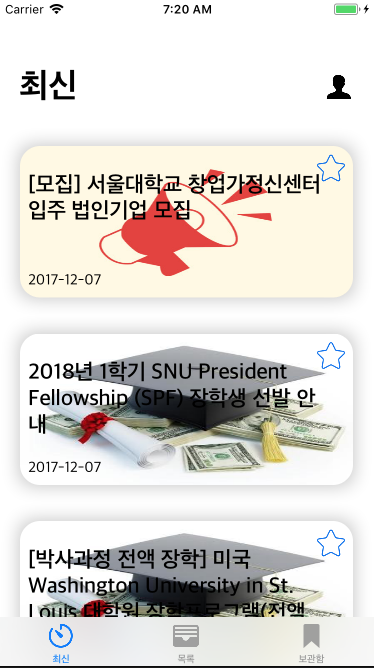 Carrier 7:20 AM
최신
[모집] 서울대학교 창업가정신센터
입주 법인기업 모집
2017-12-07
2018년 1학기 SNU President
Fellowship (SPF) 장학생 선발 안
내
2017-12-07
[박사과정 전액 장학] 미국
Washington University in St.
Louis 대학원 장학프로그램(전액
최신 목록 보관함